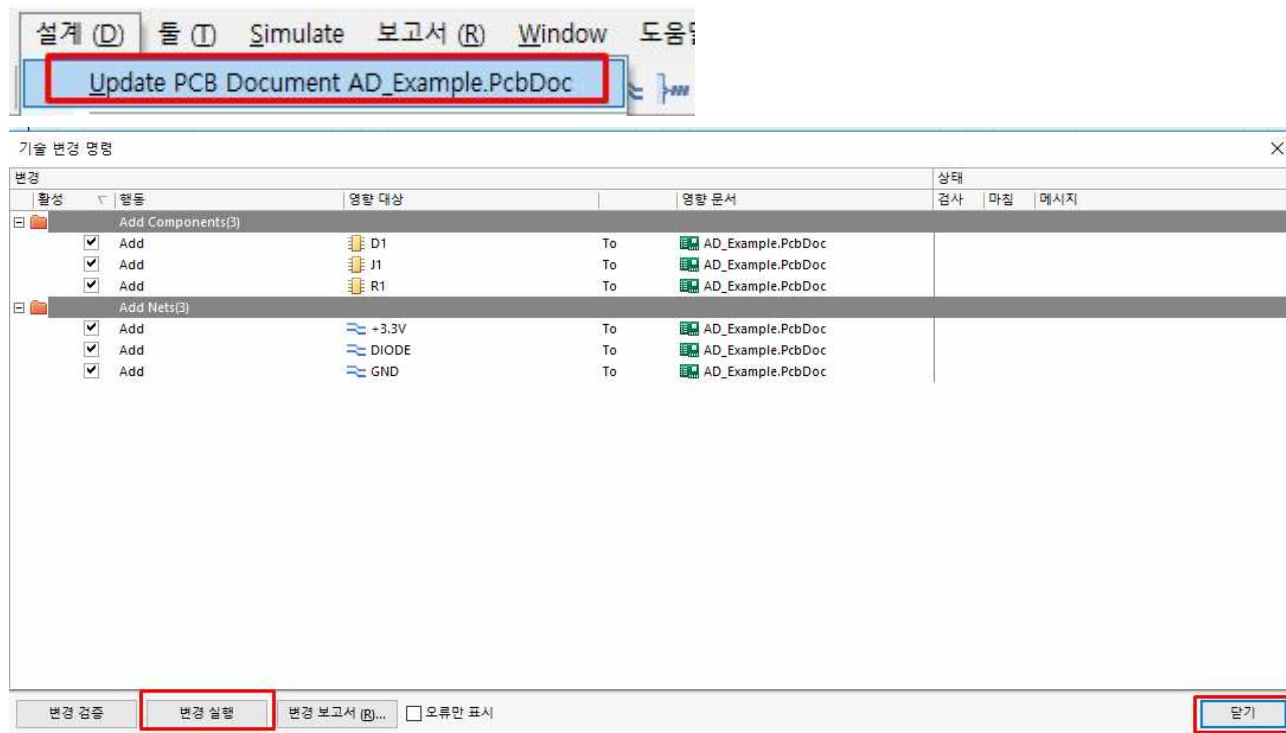 설계 (D) 툴 (T) Simulate 보고서 (R) Window
Update PCB Document AD_Example.PcbDoc
기술 변경 명령
변경 상태
활성 행동 영향 대상 영향 문서 검사 마침 메시지
Add Components(3)
Add D1 To AD_Example.PcbDoc
Add J1 To AD_Example.PcbDoc
Add R1 To AD_Example.PcbDoc
Add Nets(3)
Add +3.3V To AD_Example.PcbDoc
Add DIODE To AD_Example.PcbDoc
Add GND To AD_Example.PcbDoc
변경 검증 변경 실행 변경 보고서 (R)... 오류만 표시 닫기